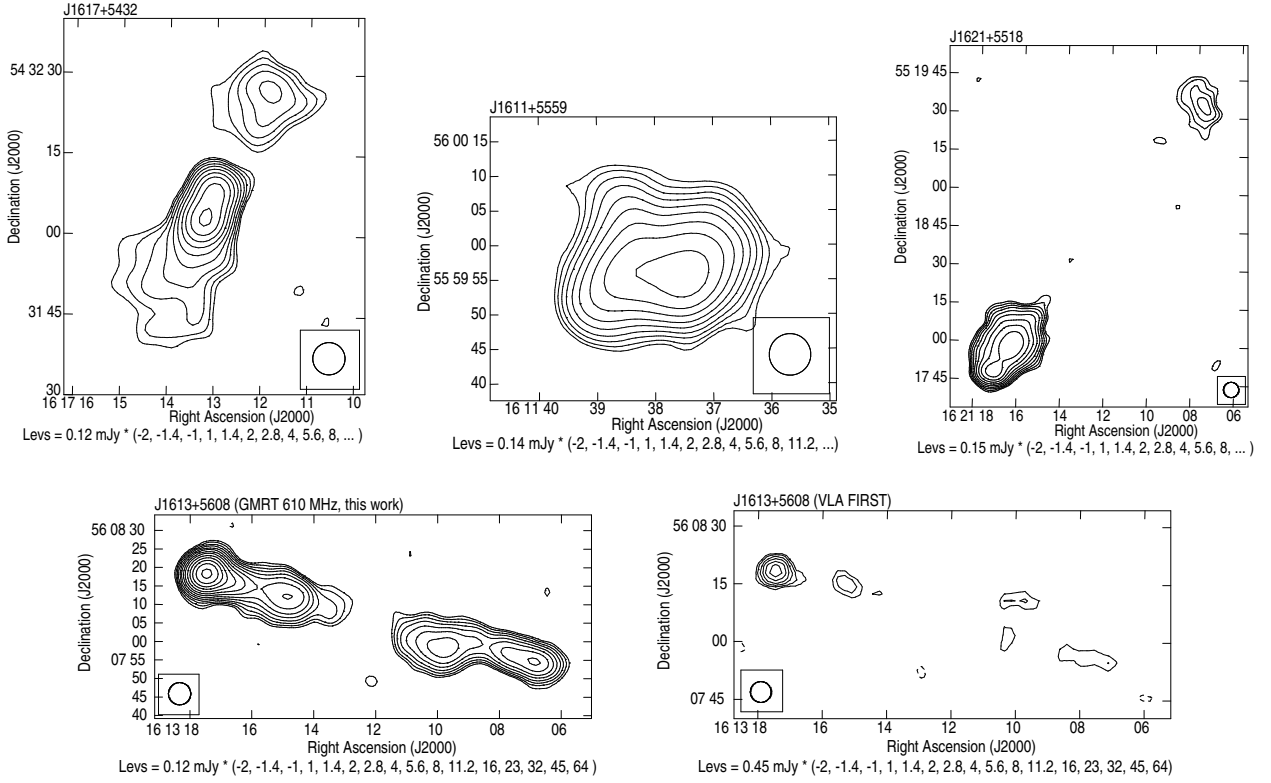 J1617+5432
54 32 30
15
00
31 45
30
16 17 16 15 14 13 12 11 10
Declination (J2000)
Right Ascension (J2000)
Levs = 0.12 mJy * (-2, -1.4, -1, 1, 1.4, 2, 2.8, 4, 5.6, 8, ... )
J1611+5559
56 00 15
10
05
00
55 59 55
50
45
40
16 11 40 39 38 37 36 35
Declination (J2000)
Right Ascension (J2000)
Levs = 0.14 mJy * (-2, -1.4, -1, 1, 1.4, 2, 2.8, 4, 5.6, 8, 11.2, ...)
J1621+5518
55 19 45
30
15
00
18 45
30
15
00
17 45
16 21 18 16 14 12 10 08 06
Declination (J2000)
Right Ascension (J2000)
Levs = 0.15 mJy * (-2, -1.4, -1, 1, 1.4, 2, 2.8, 4, 5.6, 8, ... )
J1613+5608 (GMRT 610 MHz, this work)
56 08 30
25
20
15
10
05
00
07 55
50
45
40
16 13 18 16 14 12 10 08 06
Declination (J2000)
Right Ascension (J2000)
Levs = 0.12 mJy * (-2, -1.4, -1, 1, 1.4, 2, 2.8, 4, 5.6, 8, 11.2, 16, 23, 32, 45, 64 )
J1613+5608 (VLA FIRST)
56 08 30
15
00
07 45
16 13 18 16 14 12 10 08 06
Declination (J2000)
Right Ascension (J2000)
Levs = 0.45 mJy * (-2, -1.4, -1, 1, 1.4, 2, 2.8, 4, 5.6, 8, 11.2, 16, 23, 32, 45, 64)